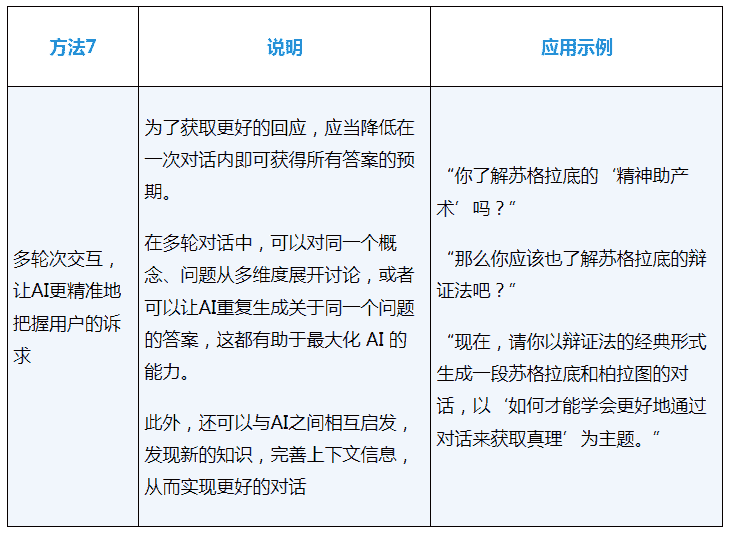 方法7
说明
应用示例
多轮次交互，
让AI更精准地
把握用户的诉
求
为了获取更好的回应，应当降低在
一次对话内即可获得所有答案的预
期。
在多轮对话中，可以对同一个概
念、问题从多维度展开讨论，或者
可以让AI重复生成关于同一个问题
的答案，这都有助于最大化 AI 的
能力。
此外，还可以与AI之间相互启发，
发现新的知识，完善上下文信息，
从而实现更好的对话
“你了解苏格拉底的‘精神助产
术’吗？”
“那么你应该也了解苏格拉底的辩
证法吧？”
“现在，请你以辩证法的经典形式
生成一段苏格拉底和柏拉图的对
话，以‘如何才能学会更好地通过
对话来获取真理’为主题。”